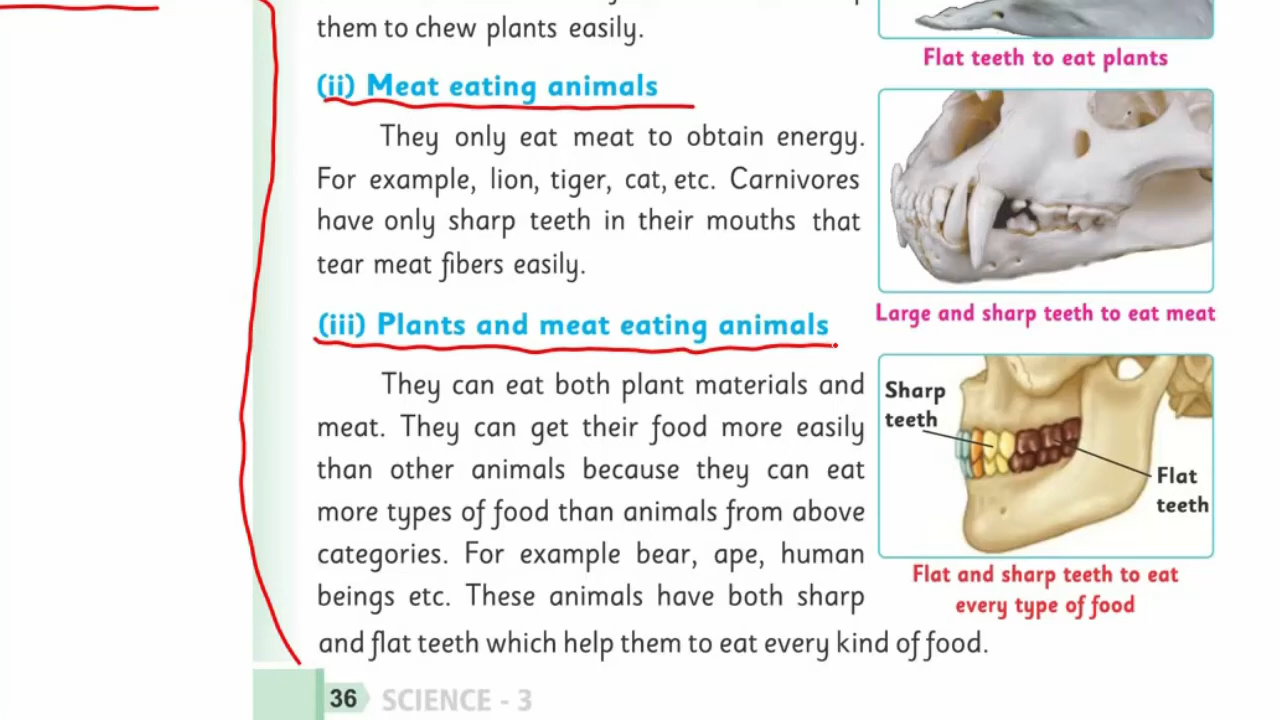 them to chew plants easily.
Flat teeth to eat plants
(ii) Meat eating animals
They only eat meat to obtain energy.
For example, lion, tiger, cat, etc. Carnivores
have only sharp teeth in their mouths that
tear meat fibers easily.
Large and sharp teeth to eat meat
(iii) Plants and meat eating animals
They can eat both plant materials and
meat. They can get their food more easily
than other animals because they can eat
more types of food than animals from above
categories. For example bear, ape, human
beings etc. These animals have both sharp
and flat teeth which help them to eat every kind of food.
Sharp
teeth
Flat
teeth
Flat and sharp teeth to eat
every type of food
36 SCIENCE - 3